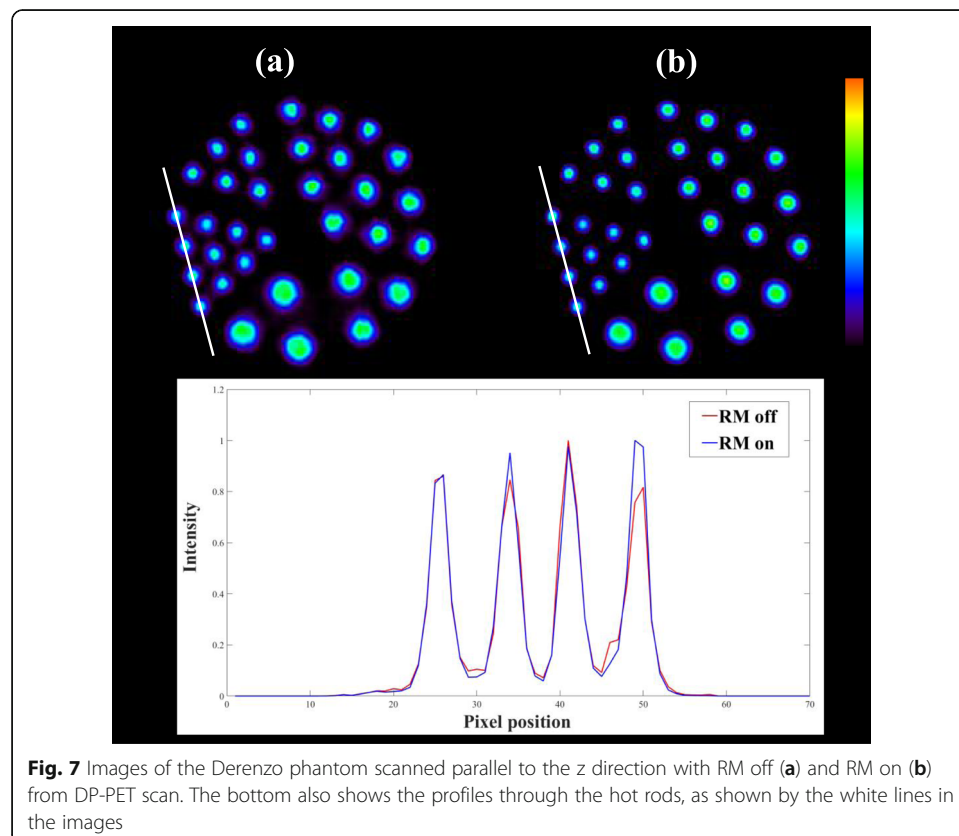 (a) (b)
1.2
1
0.8
0.6
0.4
0.2
0
Intensity
RM off
RM on
0 10 20 30 40 50 60 70
Pixel position
Fig. 7 Images of the Derenzo phantom scanned parallel to the z direction with RM off (a) and RM on (b)
from DP-PET scan. The bottom also shows the profiles through the hot rods, as shown by the white lines in
the images